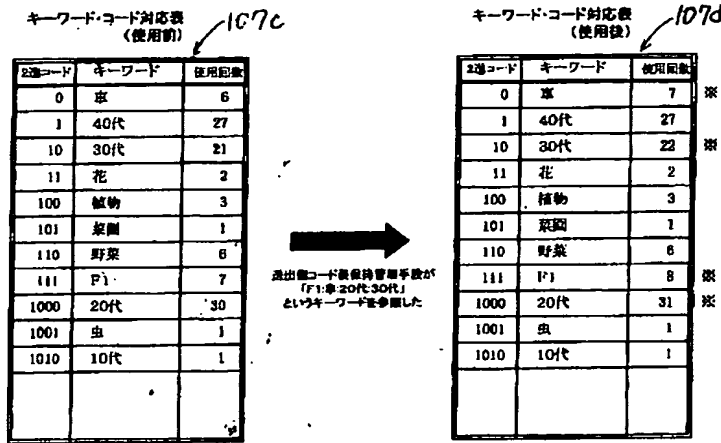 キーワード・コード対応表
(使用前)
107c
2進コード キーワード 使用回数
0 車 6
1 40代 27
10 30代 21
11 花 2
100 植物 3
101 菜園 1
110 野菜 6
111 F1 7
1000 20代 30
1001 虫 1
1010 10代 1
送出側コード表保持管理手段が
「F1:車:20代:30代」
というキーワードを参照した
キーワード・コード対応表
(使用後)
107d
2進コード キーワード 使用回数
0 車 7 ※
1 40代 27
10 30代 22 ※
11 花 2
100 植物 3
101 菜園 1
110 野菜 6
111 F1 8 ※
1000 20代 31 ※
1001 虫 1
1010 10代 1